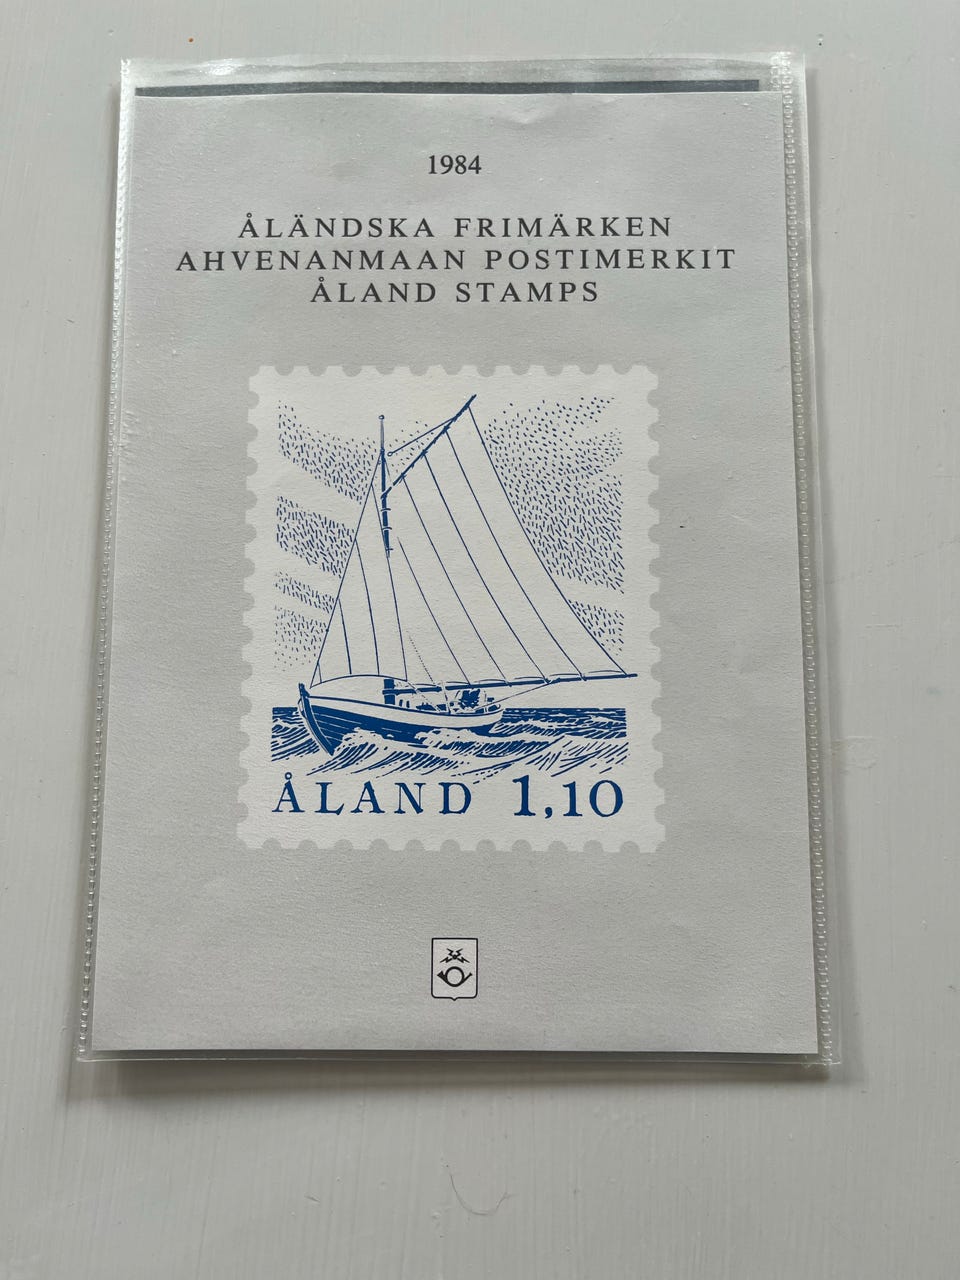 1984
ÅLÄNDSKA FRIMÄRKEN
AHVENANMAAN POSTIMERKIT
ÅLAND STAMPS
ÅLAND 1,10